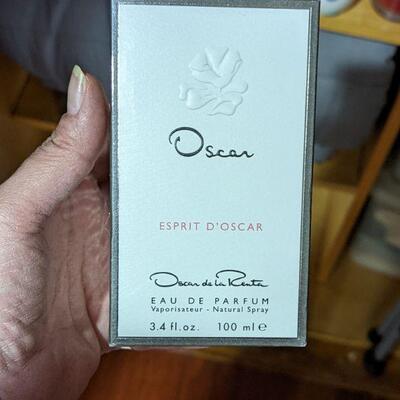 Oscar
ESPRIT D'OSCAR
Oscar de la Renta
EAU DE PARFUM
Vaporisateur - Natural Spray
3.4 fl.oz. 100 ml ℮